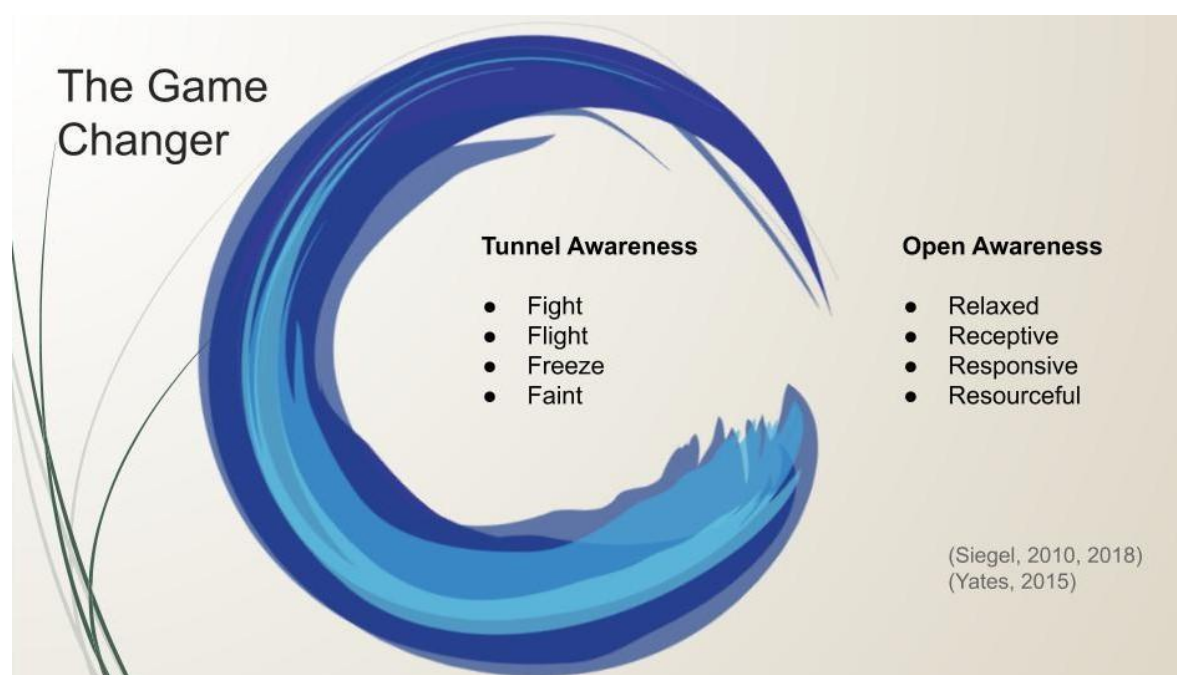 The Game
Changer
Tunnel Awareness
● Fight
● Flight
● Freeze
● Faint
Open Awareness
● Relaxed
● Receptive
● Responsive
● Resourceful
(Siegel, 2010, 2018)
(Yates, 2015)